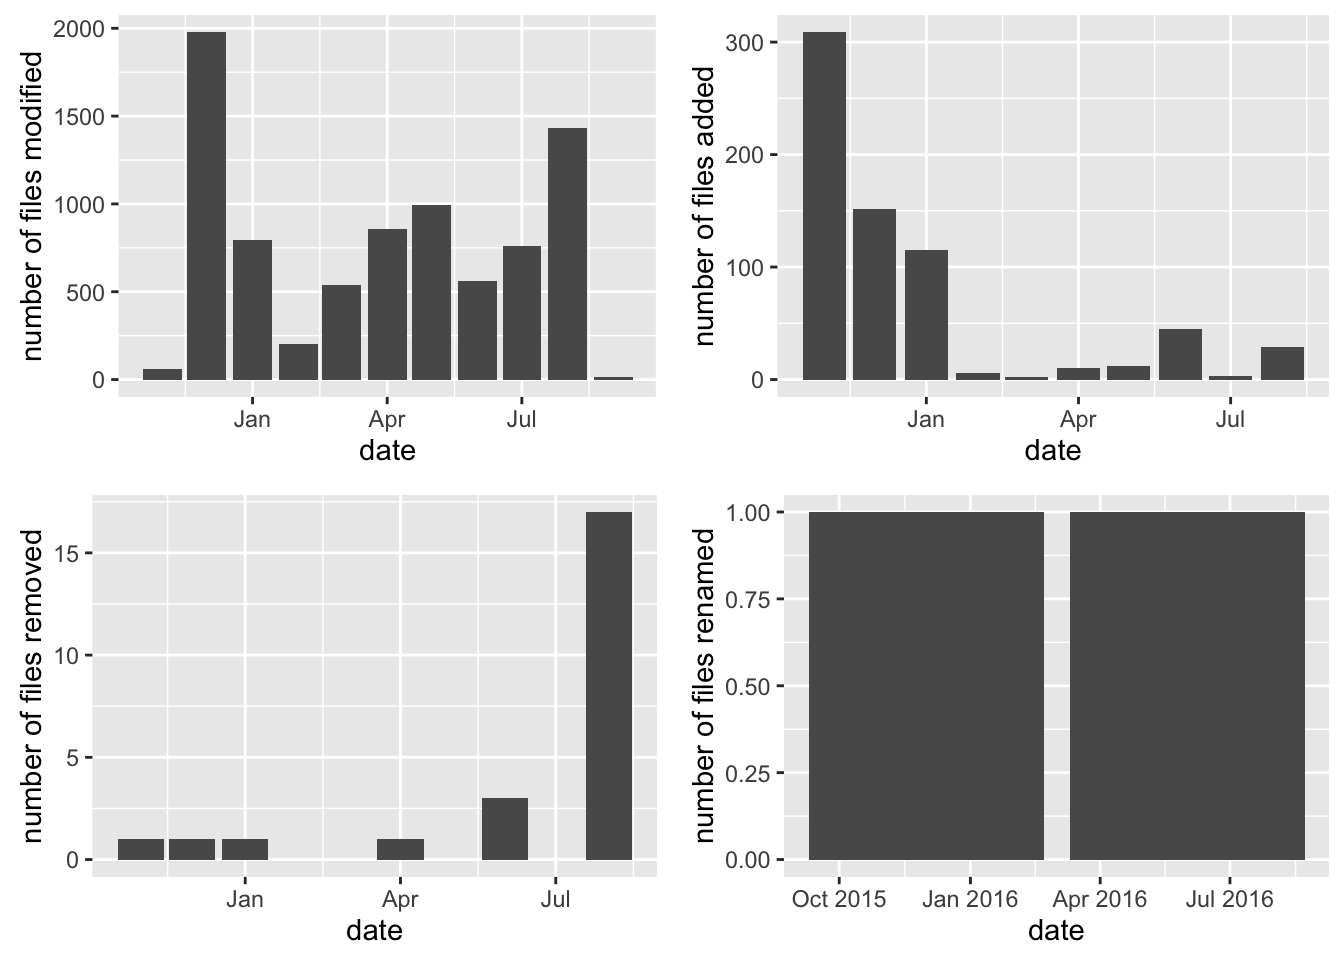 number of files modified
2000
1500
1000
500
0
Jan Apr Jul
date
number of files added
300
200
100
0
Jan Apr Jul
date
number of files removed
15
10
5
0
Jan Apr Jul
date
number of files renamed
1.00
0.75
0.50
0.25
0.00
Oct 2015 Jan 2016 Apr 2016 Jul 2016
date